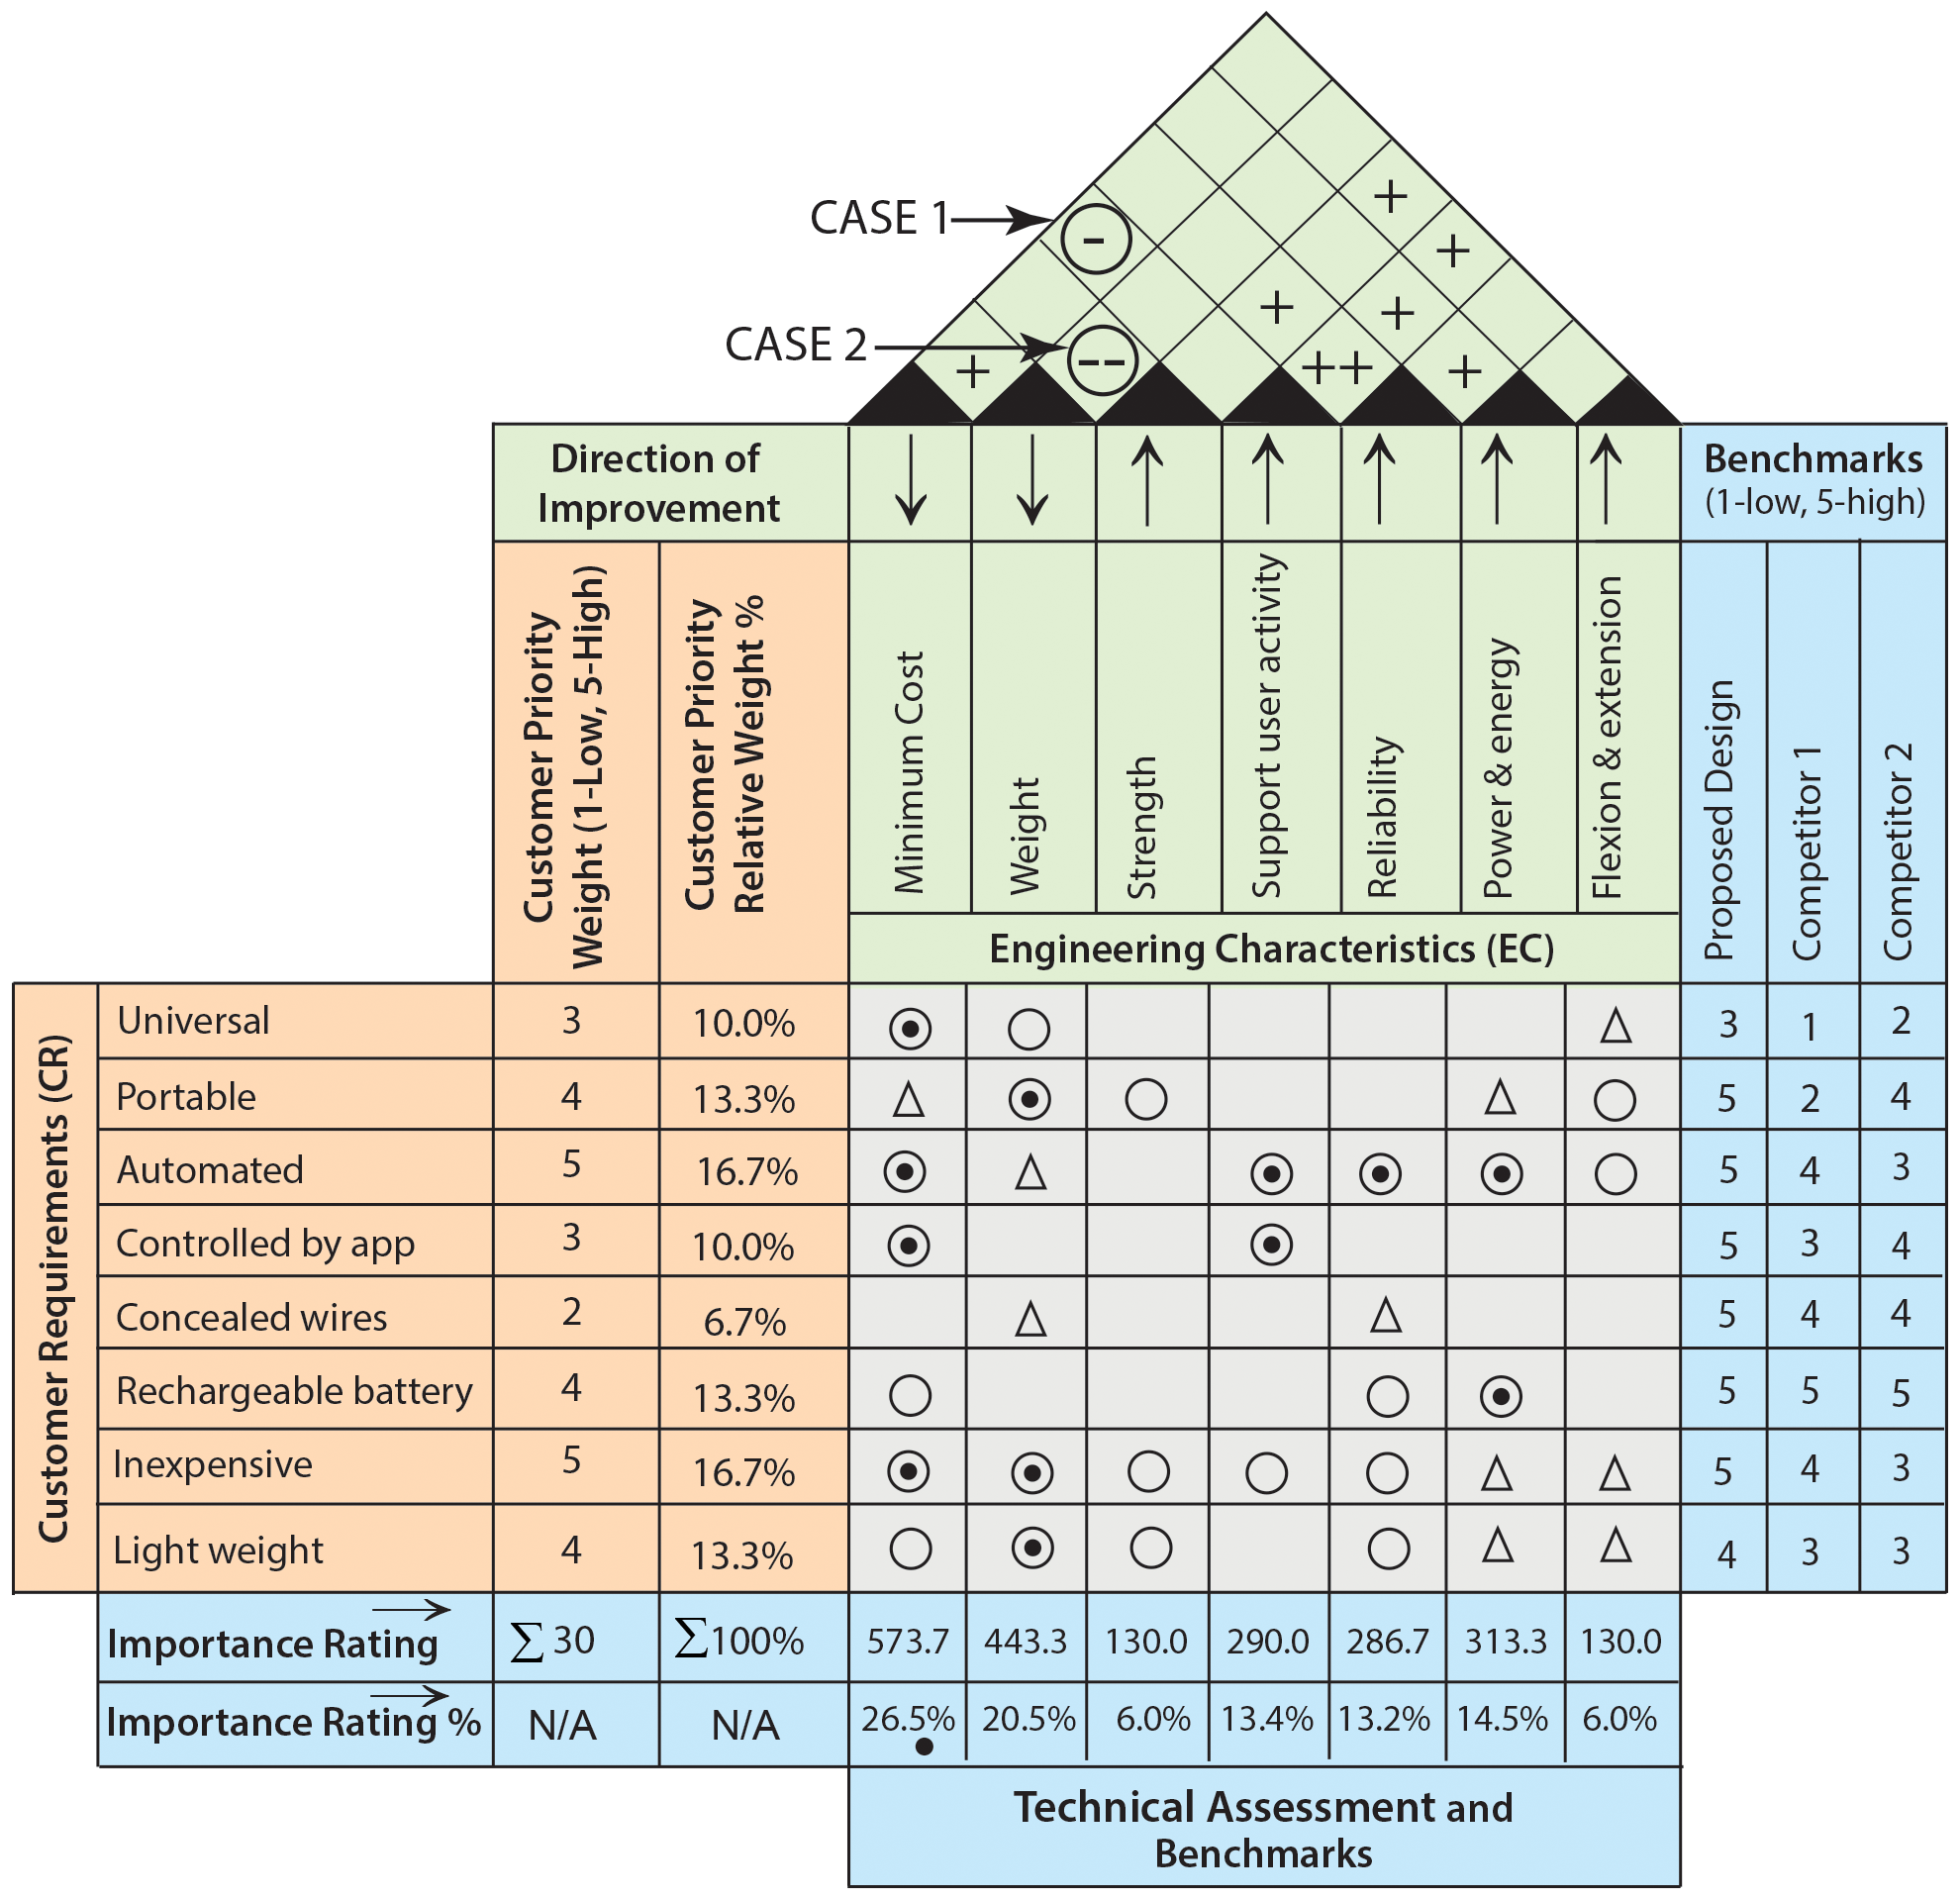 CASE 1
-
+
+
CASE 2
+
--
+
+
++
+
Direction of
Improvement
Benchmarks
(1-low, 5-high)
Customer Priority
Weight (1-Low, 5-High)
Customer Priority
Relative Weight %
Minimum Cost
Weight
Strength
Support user activity
Reliability
Power & energy
Flexion & extension
Proposed Design
Competitor 1
Competitor 2
Engineering Characteristics (EC)
Customer Requirements (CR)
Universal 3 10.0% 3 1 2
Portable 4 13.3% 5 2 4
Automated 5 16.7% 5 4 3
Controlled by app 3 10.0% 5 3 4
Concealed wires 2 6.7% 5 4 4
Rechargeable battery 4 13.3% 5 5 5
Inexpensive 5 16.7% 5 4 3
Light weight 4 13.3% 4 3 3
Importance Rating ∑ 30 ∑100% 573.7 443.3 130.0 290.0 286.7 313.3 130.0
Importance Rating % N/A N/A 26.5% 20.5% 6.0% 13.4% 13.2% 14.5% 6.0%
Technical Assessment and
Benchmarks